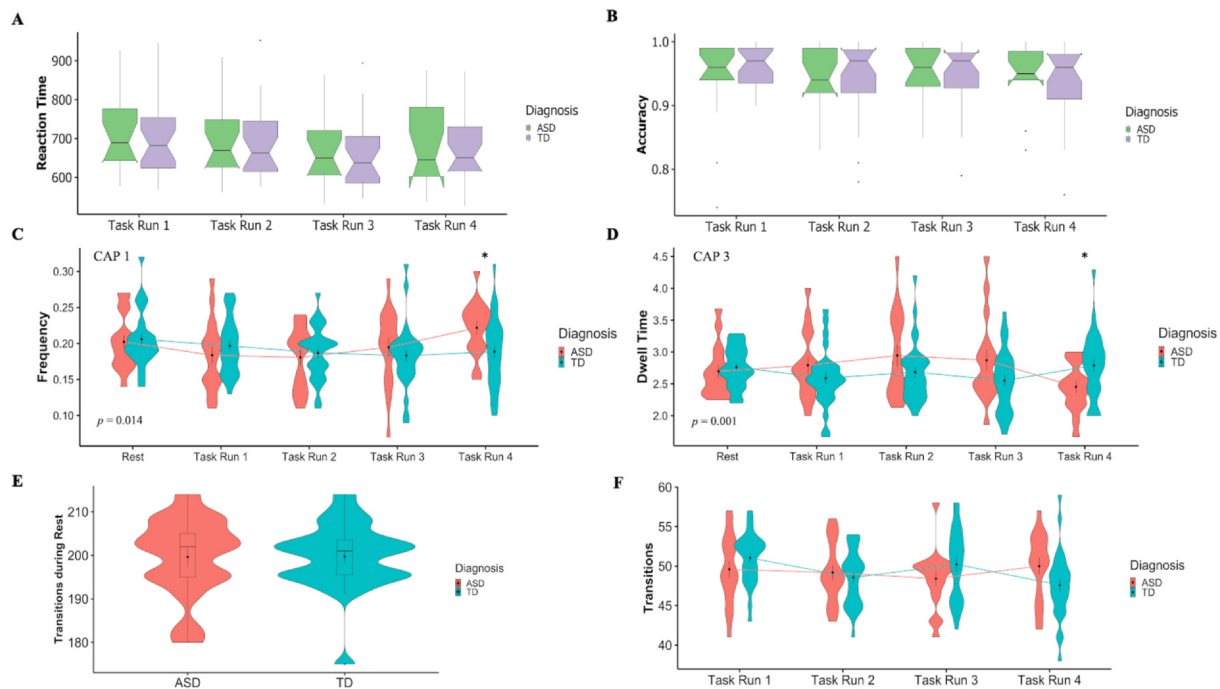 A
Reaction Time
900
800
700
600
Task Run 1 Task Run 2 Task Run 3 Task Run 4
Diagnosis
ASD
TD
B
Accuracy
1.0
0.9
0.8
Task Run 1 Task Run 2 Task Run 3 Task Run 4
Diagnosis
ASD
TD
C
CAP 1
*
Frequency
0.30
0.25
0.20
0.15
0.10
p = 0.014
Rest Task Run 1 Task Run 2 Task Run 3 Task Run 4
Diagnosis
ASD
TD
D
CAP 3
*
Dwell Time
4.5
4.0
3.5
3.0
2.5
2.0
p = 0.001
Rest Task Run 1 Task Run 2 Task Run 3 Task Run 4
Diagnosis
ASD
TD
E
Transitions during Rest
210
200
190
180
ASD TD
Diagnosis
ASD
TD
F
Transitions
60
55
50
45
40
Task Run 1 Task Run 2 Task Run 3 Task Run 4
Diagnosis
ASD
TD